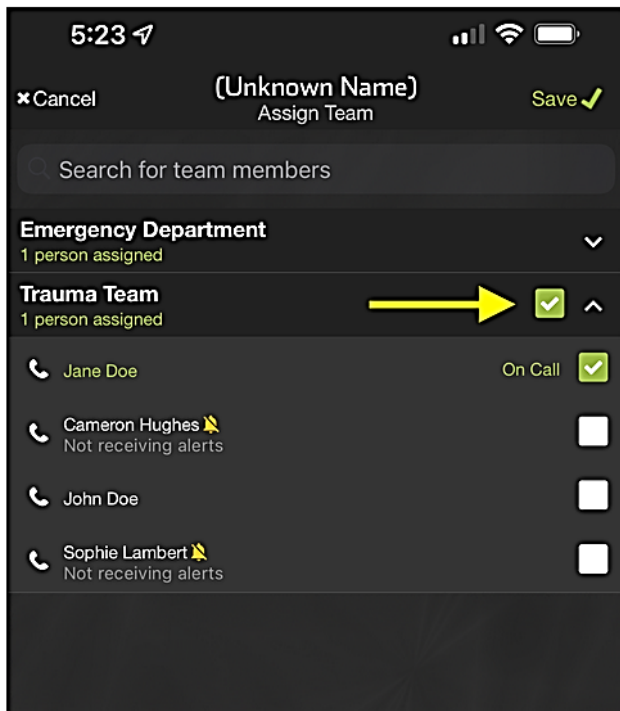 5:23
Cancel
(Unknown Name)
Save
Assign Team
Search for team members
Emergency Department
1 person assigned
Trauma Team
1 person assigned
Jane Doe
On Call
Cameron Hughes
Not receiving alerts
John Doe
Sophie Lambert
Not receiving alerts